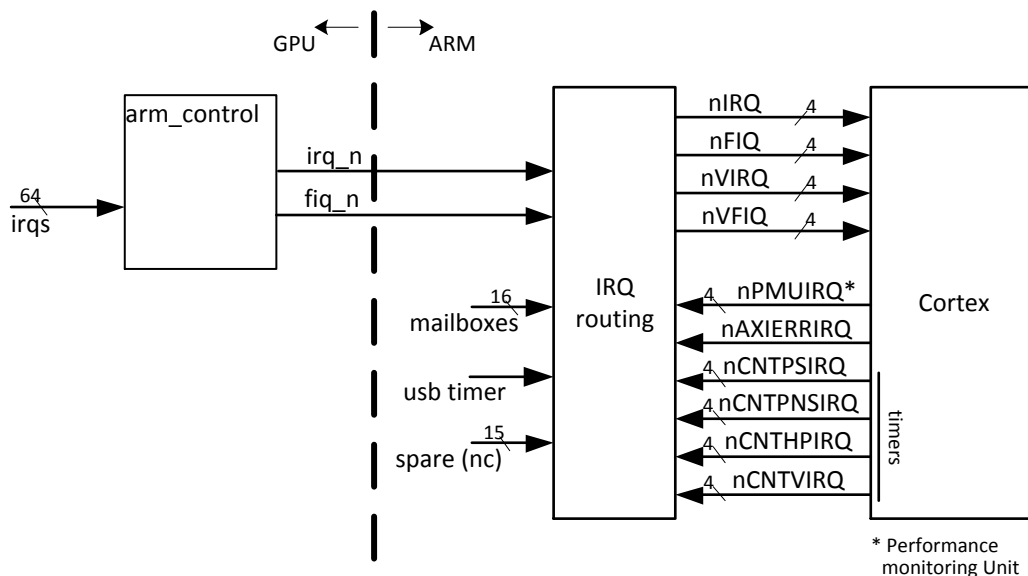 GPU
ARM
arm_control
64
irqs
irq_n
fiq_n
16
mailboxes
usb timer
15
spare (nc)
IRQ
routing
nIRQ
4
nFIQ
4
nVIRQ
4
nVFIQ
4
4
nPMUIRQ*
nAXIERRIRQ
4
nCNTPSIRQ
4
nCNTPNSIRQ
4
nCNTHPIRQ
4
nCNTVIRQ
timers
Cortex
* Performance
monitoring Unit